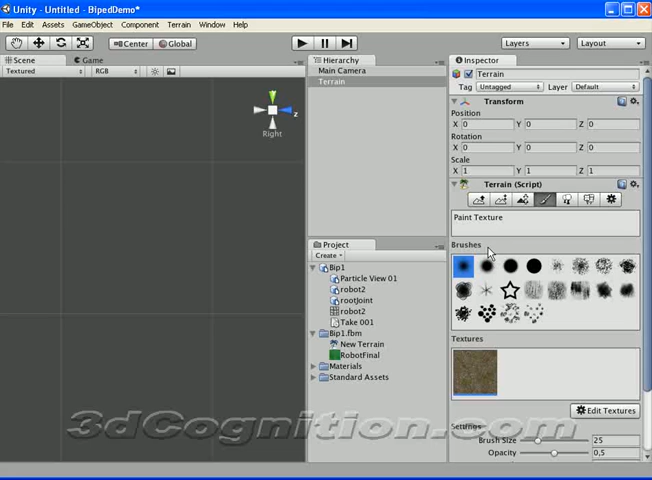 Unity - Untitled - BipedDemo*
File Edit Assets GameObject Component Terrain Window Help
Center Global Layers Layout
Scene Game
Textured RGB
Right
z
Hierarchy
Main Camera
Terrain
Project
Create
Bip1
Particle View 01
robot2
rootJoint
robot2
Take 001
Bip1.fbm
New Terrain
RobotFinal
Materials
Standard Assets
Inspector
Terrain
Tag Untagged Layer Default
Transform
Position
X 0 Y 0 Z 0
Rotation
X 0 Y 0 Z 0
Scale
X 1 Y 1 Z 1
Terrain (Script)
Paint Texture
Brushes
Textures
Edit Textures
Settings
Brush Size 25
Opacity 0,5
3dCognition.com